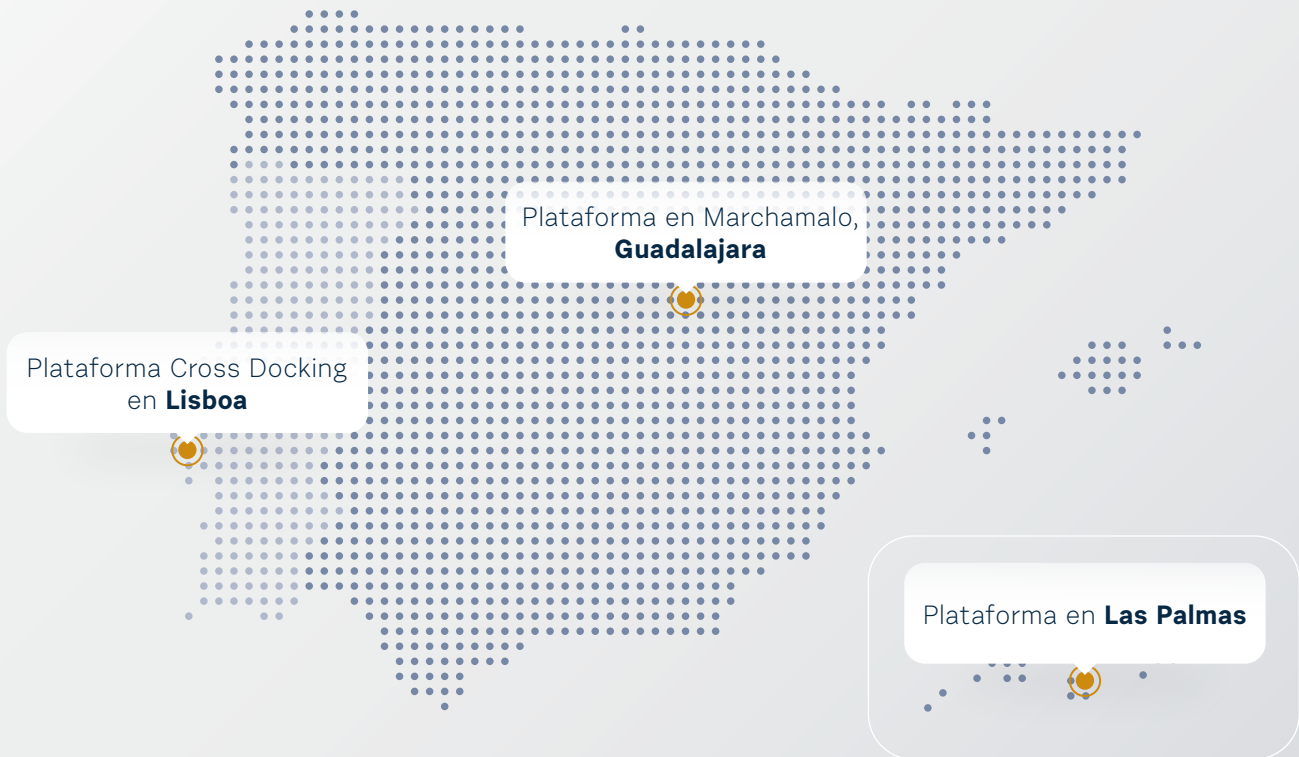 Plataforma en Marchamalo,
Guadalajara
Plataforma Cross Docking
en Lisboa
Plataforma en Las Palmas